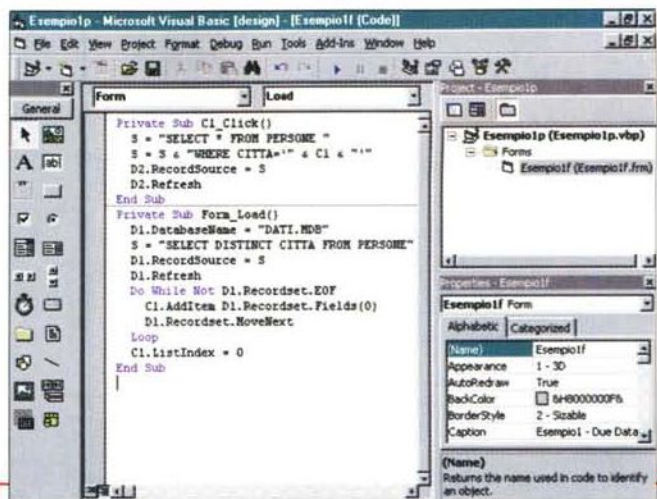 Esempio1p - Microsoft Visual Basic [design] - [Esempio1f (Code)]
File Edit View Project Format Debug Run Tools Add-Ins Window Help
General
Form
Load
Private Sub C1_Click()
S = "SELECT * FROM PERSONE "
S = S & "WHERE CITTA='" & C1 & "'"
D2.RecordSource = S
D2.Refresh
End Sub
Private Sub Form_Load()
D1.DatabaseName = "DATI.MDB"
S = "SELECT DISTINCT CITTA FROM PERSONE"
D1.RecordSource = S
D1.Refresh
Do While Not D1.Recordset.EOF
C1.AddItem D1.Recordset.Fields(0)
D1.Recordset.MoveNext
Loop
C1.ListIndex = 0
End Sub
Project - Esempio1p
Esempio1p (Esempio1p.vbp)
Forms
Esempio1f (Esempio1f.frm)
Properties - Esempio1f
Esempio1f Form
Alphabetic Categorized
(Name) Esempio1f
Appearance 1 - 3D
AutoRedraw True
BackColor &H8000000F&
BorderStyle 2 - Sizable
Caption Esempio1 - Due Data
(Name)
Returns the name used in code to identify
an object.